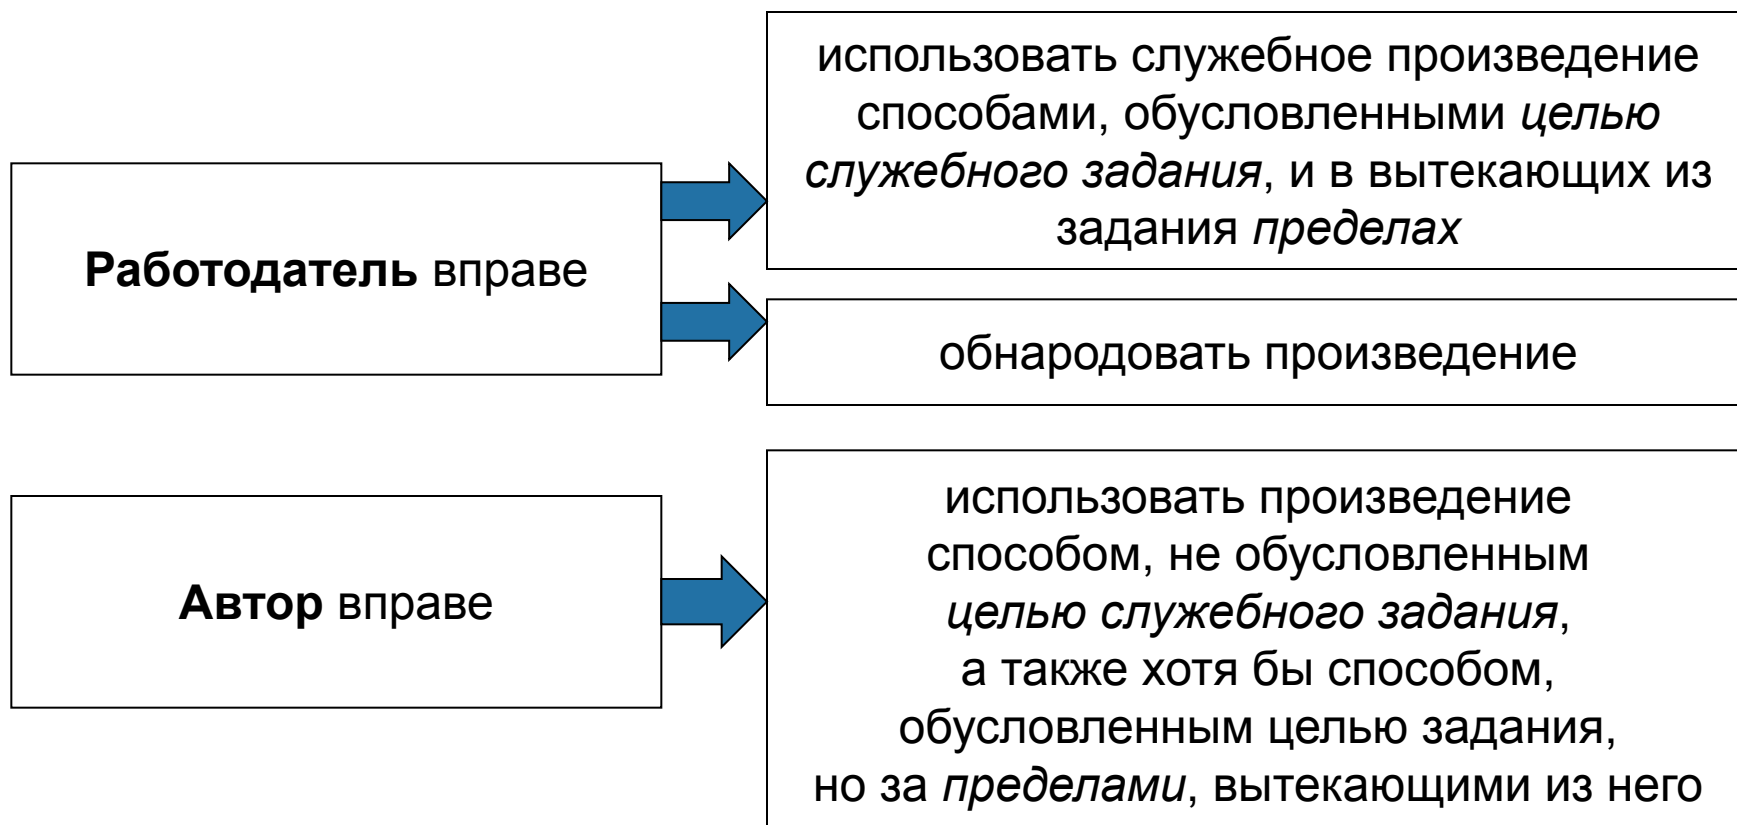 использовать служебное произведение
способами, обусловленными целью
служебного задания, и в вытекающих из
задания пределах
Работодатель вправе
обнародовать произведение
использовать произведение
способом, не обусловленным
целью служебного задания,
Автор вправе
а также хотя бы способом,
обусловленным целью задания,
но за пределами, вытекающими из него